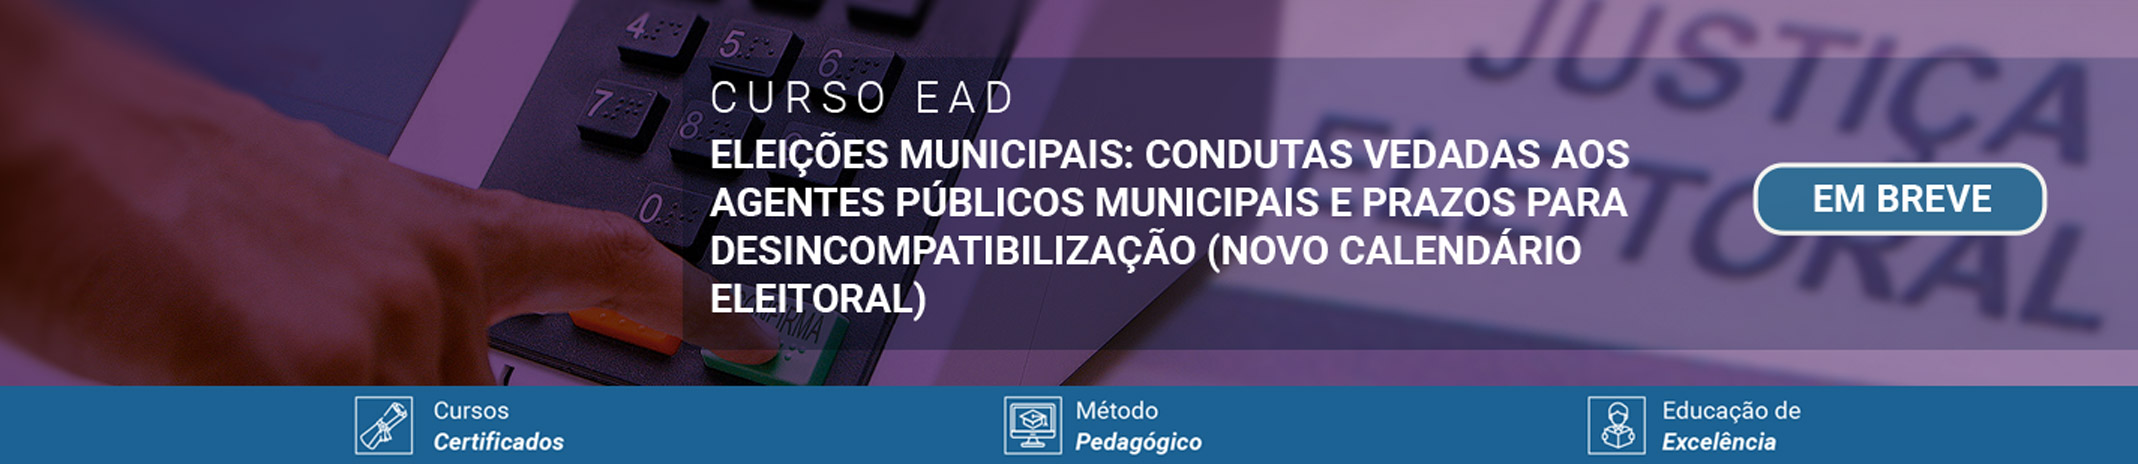 4
5
6
7
8
9
0
CONFIRMA
JUSTIÇA
ELEITORAL
CURSO EAD
ELEIÇÕES MUNICIPAIS: CONDUTAS VEDADAS AOS
AGENTES PÚBLICOS MUNICIPAIS E PRAZOS PARA
DESINCOMPATIBILIZAÇÃO (NOVO CALENDÁRIO
ELEITORAL)
EM BREVE
Cursos
Certificados
Método
Pedagógico
Educação de
Excelência